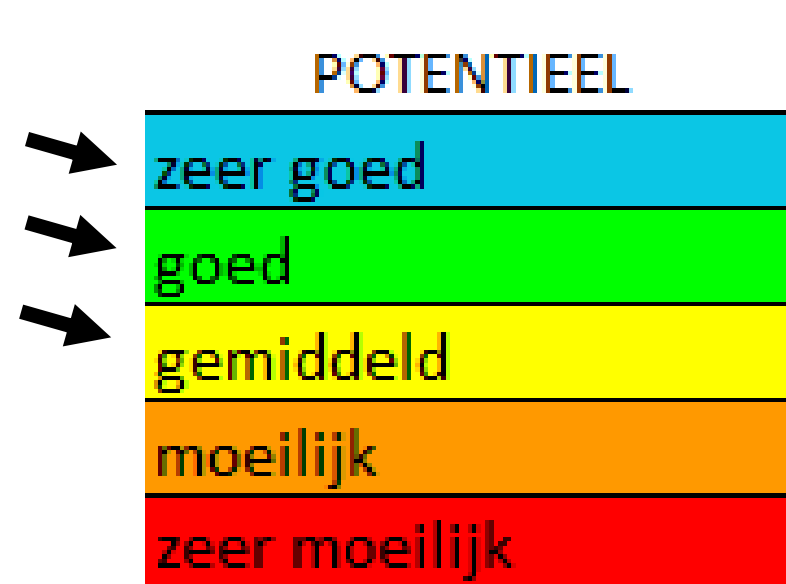 POTENTIEEL
zeer goed
goed
gemiddeld
moeilijk
zeer moeilijk